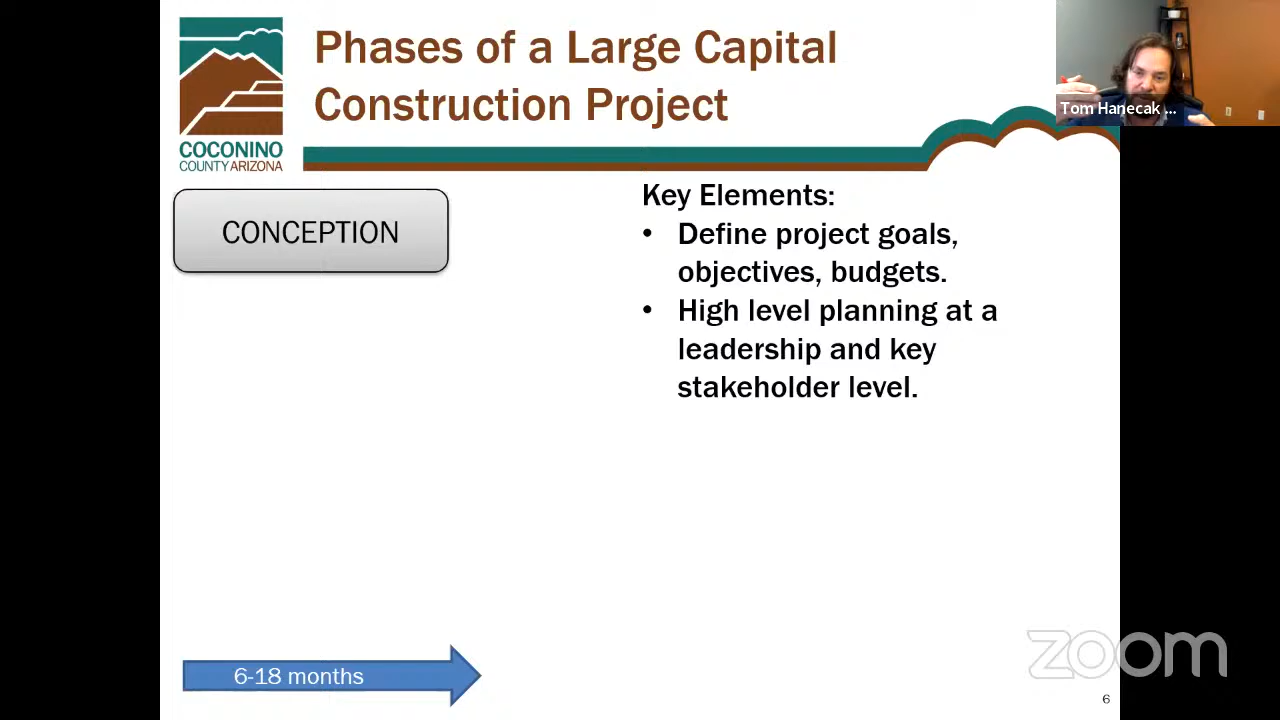 Phases of a Large Capital
Construction Project
COCONINO
COUNTY ARIZONA
Tom Hanecak ...
CONCEPTION
Key Elements:
• Define project goals,
objectives, budgets.
• High level planning at a
leadership and key
stakeholder level.
6-18 months
zoom
6